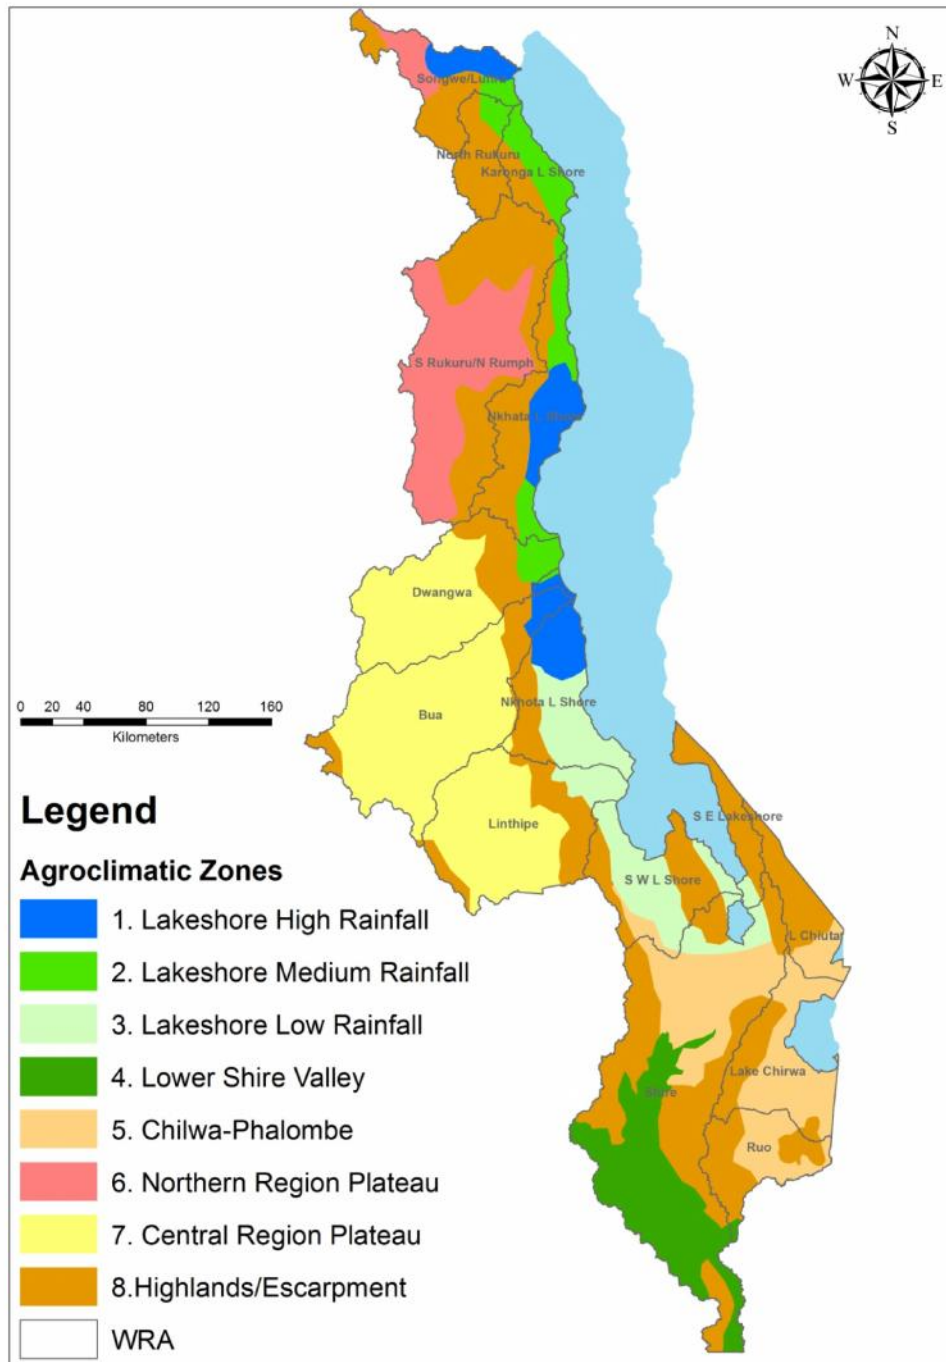 N
W E
S
Songwe/Lufira
North Rukuru
Karonga L Shore
S Rukuru/N Rumph
Nkhata L Shore
Dwangwa
Nkhota L Shore
Bua
0 20 40 80 120 160
Kilometers
S E Lakeshore
Linthipe
S W L Shore
L Chiuta
Lake Chirwa
Shire
Ruo
Legend
Agroclimatic Zones
1. Lakeshore High Rainfall
2. Lakeshore Medium Rainfall
3. Lakeshore Low Rainfall
4. Lower Shire Valley
5. Chilwa-Phalombe
6. Northern Region Plateau
7. Central Region Plateau
8.Highlands/Escarpment
WRA